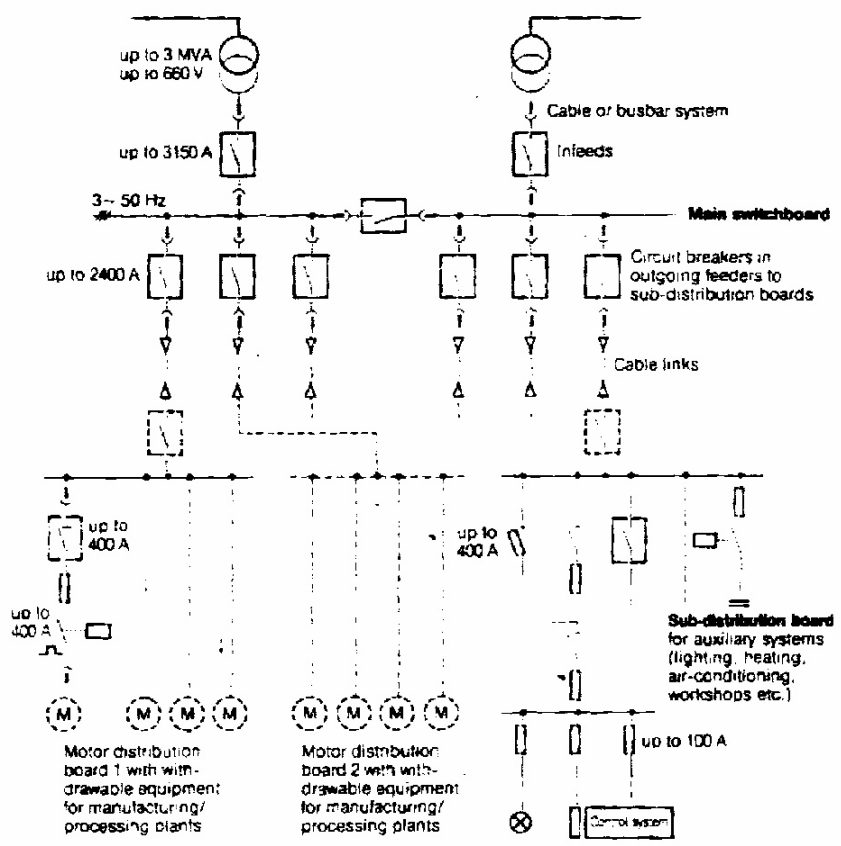 up to 3 MVA
up to 660 V
Cable or busbar system
up to 3150 A
Infeeds
3~ 50 Hz
Main switchboard
up to 2400 A
Circuit breakers in
outgoing feeders to
sub-distribution boards
Cable links
up to
400 A
up to
400 A
up to
400 A
Sub-distribution board
for auxiliary systems
(lighting, heating,
air-conditioning,
workshops etc.)
M
M
M
M
M
M
M
M
up to 100 A
Motor distribution
board 1 with with-
drawable equipment
for manufacturing/
processing plants
Motor distribution
board 2 with with-
drawable equipment
for manufacturing/
processing plants
Control system